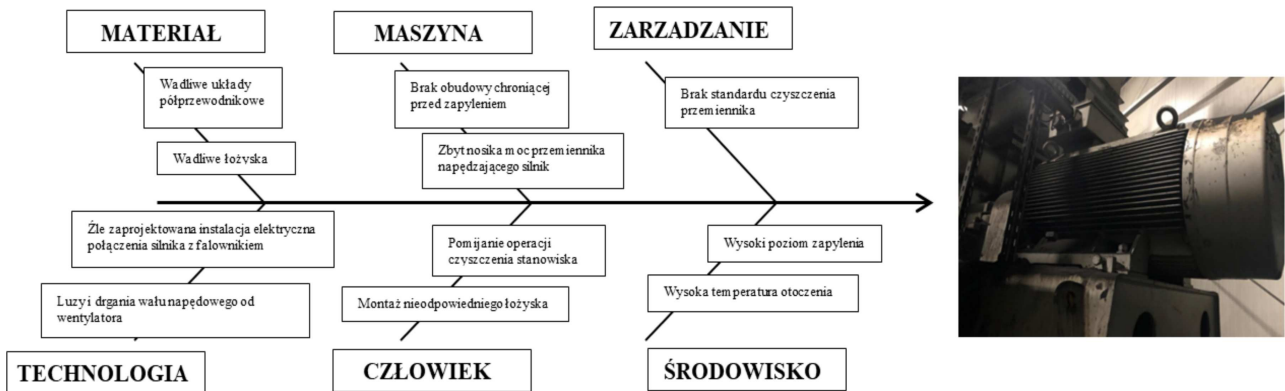 MATERIAŁ
Wadliwe układy
półprzewodnikowe
Wadliwe łożyska
MASZYNA
Brak obudowy chroniącej
przed zapyleniem
Zbyt nosika moc przemiennika
napędzającego silnik
ZARZADZANIE
Brak standardu czyszczenia
przemiennika
Źle zaprojektowana instalacja elektryczna
połączenia silnika z falownikiem
Luzy i drgania wału napędowego od
wentylatora
TECHNOLOGIA
Pomijanie operacji
czyszczenia stanowiska
Montaż nieodpowiedniego łożyska
CZŁOWIEK
Wysoki poziom zapylenia
Wysoka temperatura otoczenia
ŚRODOWISKO